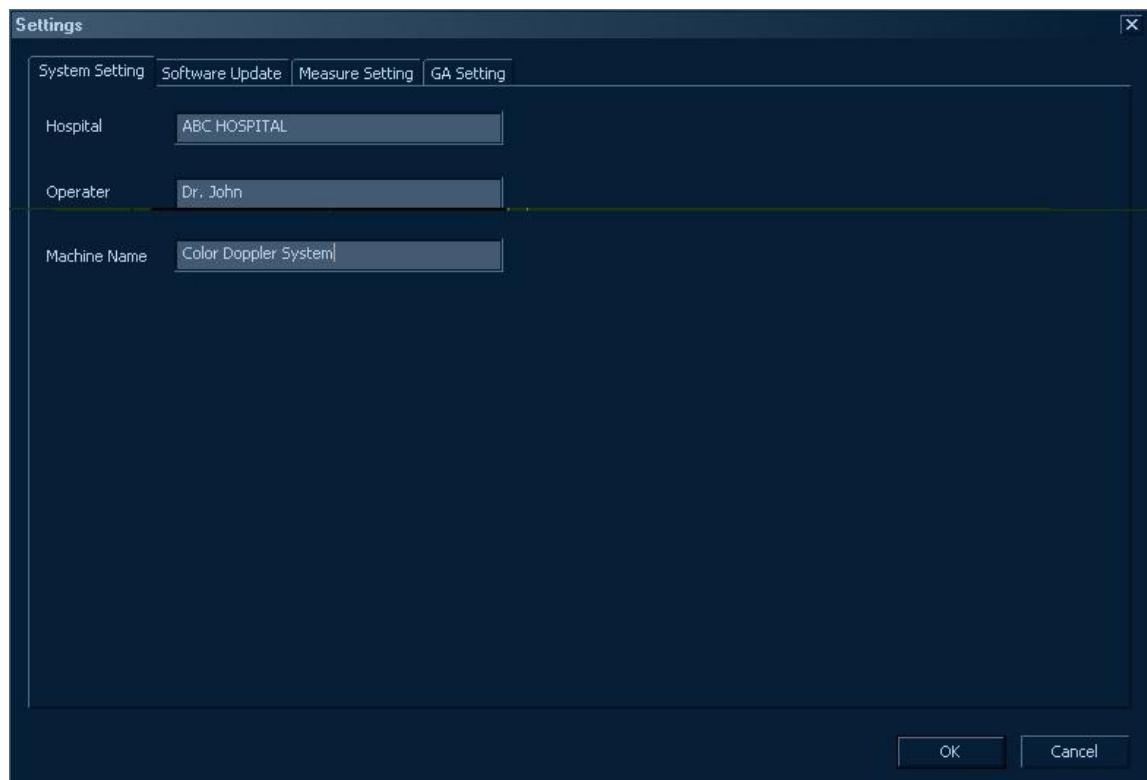 Settings
System Setting Software Update Measure Setting GA Setting
Hospital ABC HOSPITAL
Operater Dr. John
Machine Name Color Doppler System
OK Cancel